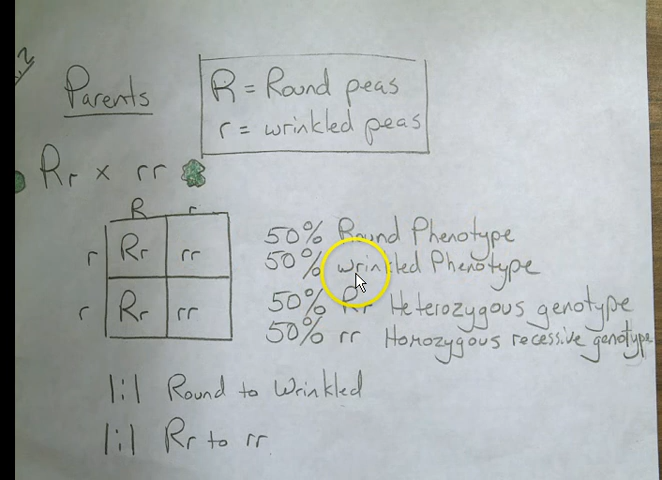 Parents
R = Round peas
r = wrinkled peas
Rr x rr
R r
r Rr rr
r Rr rr
50% Round Phenotype
50% wrinkled Phenotype
50% Rr Heterozygous genotype
50% rr Homozygous recessive genotype
1:1 Round to Wrinkled
1:1 Rr to rr